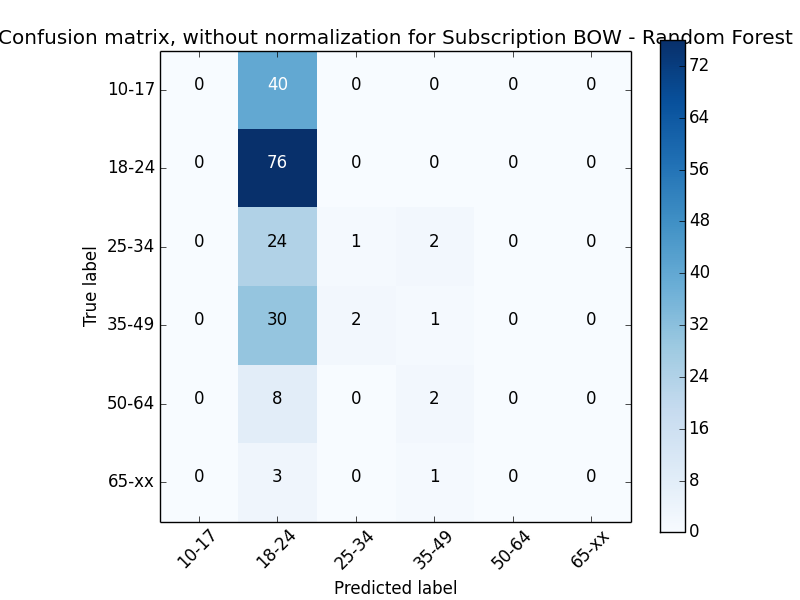 Confusion matrix, without normalization for Subscription BOW - Random Forest
10-17 0 40 0 0 0 0
18-24 0 76 0 0 0 0
25-34 0 24 1 2 0 0
35-49 0 30 2 1 0 0
50-64 0 8 0 2 0 0
65-xx 0 3 0 1 0 0
True label
10-17 18-24 25-34 35-49 50-64 65-xx
Predicted label
72
64
56
48
40
32
24
16
8
0